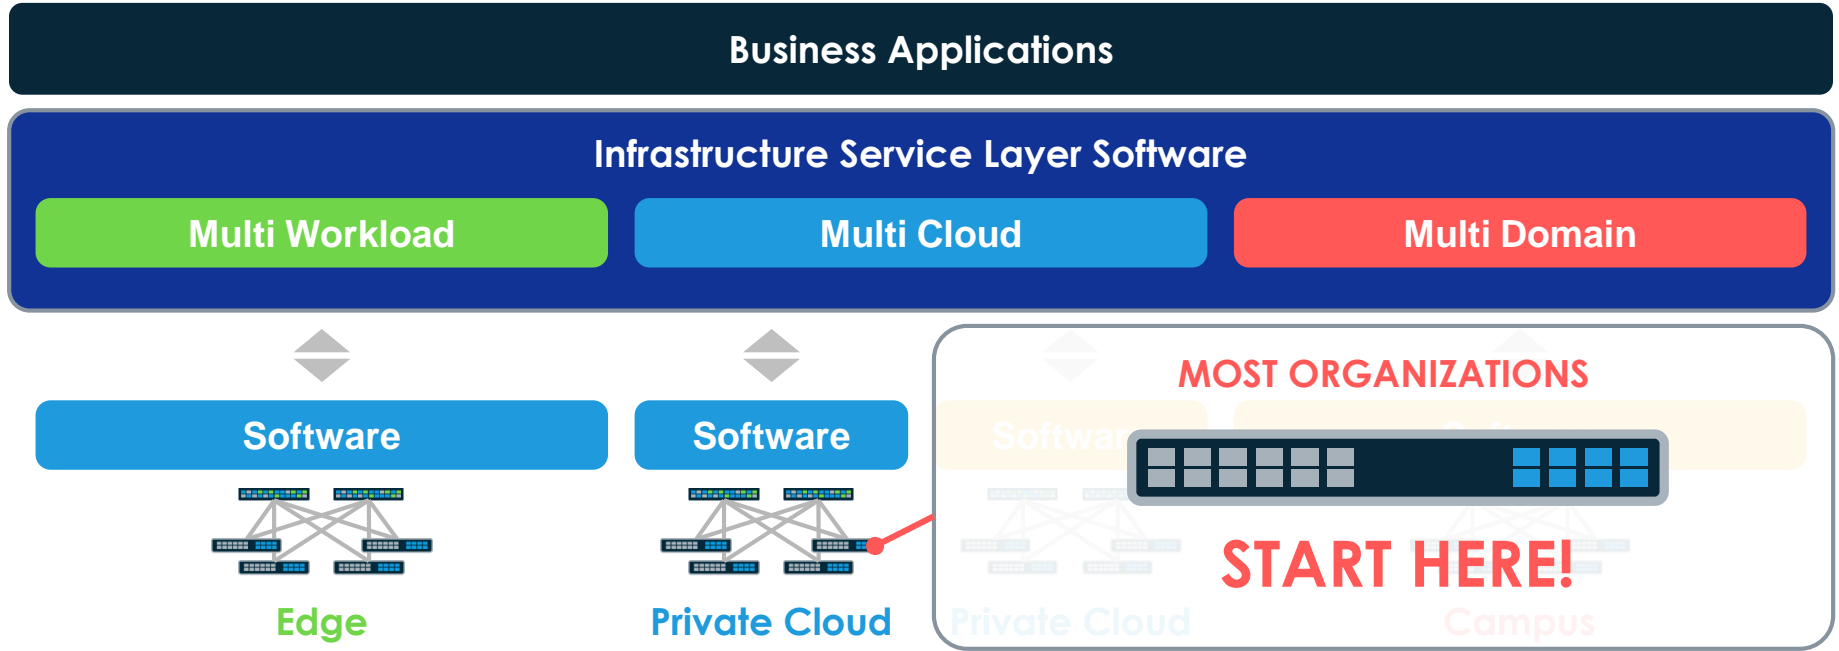 Business Applications
Infrastructure Service Layer Software
Multi Workload
Multi Cloud
Multi Domain
MOST ORGANIZATIONS
Software
Software
Softwar
START HERE!
Edge
Private Cloud
Private Cloud
Campus